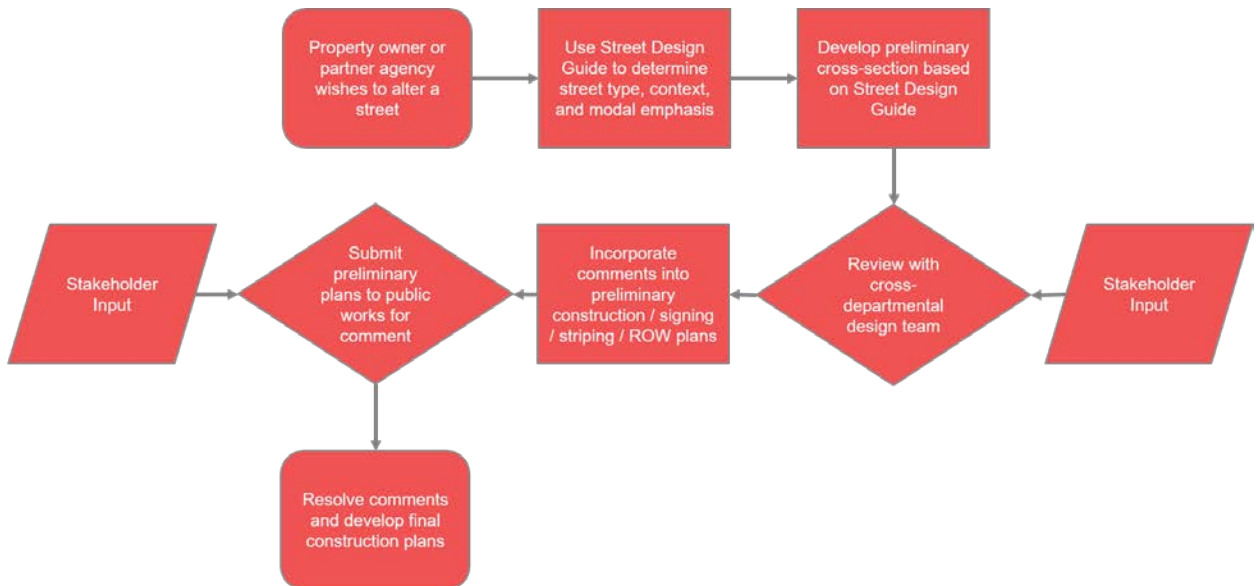 Property owner or
partner agency
wishes to alter a
street
Use Street Design
Guide to determine
street type, context,
and modal emphasis
Develop preliminary
cross-section based
on Street Design
Guide
Stakeholder
Input
Submit
preliminary
plans to public
works for
comment
Incorporate
comments into
preliminary
construction / signing
/ striping / ROW plans
Review with
cross-
departmental
design team
Stakeholder
Input
Resolve comments
and develop final
construction plans